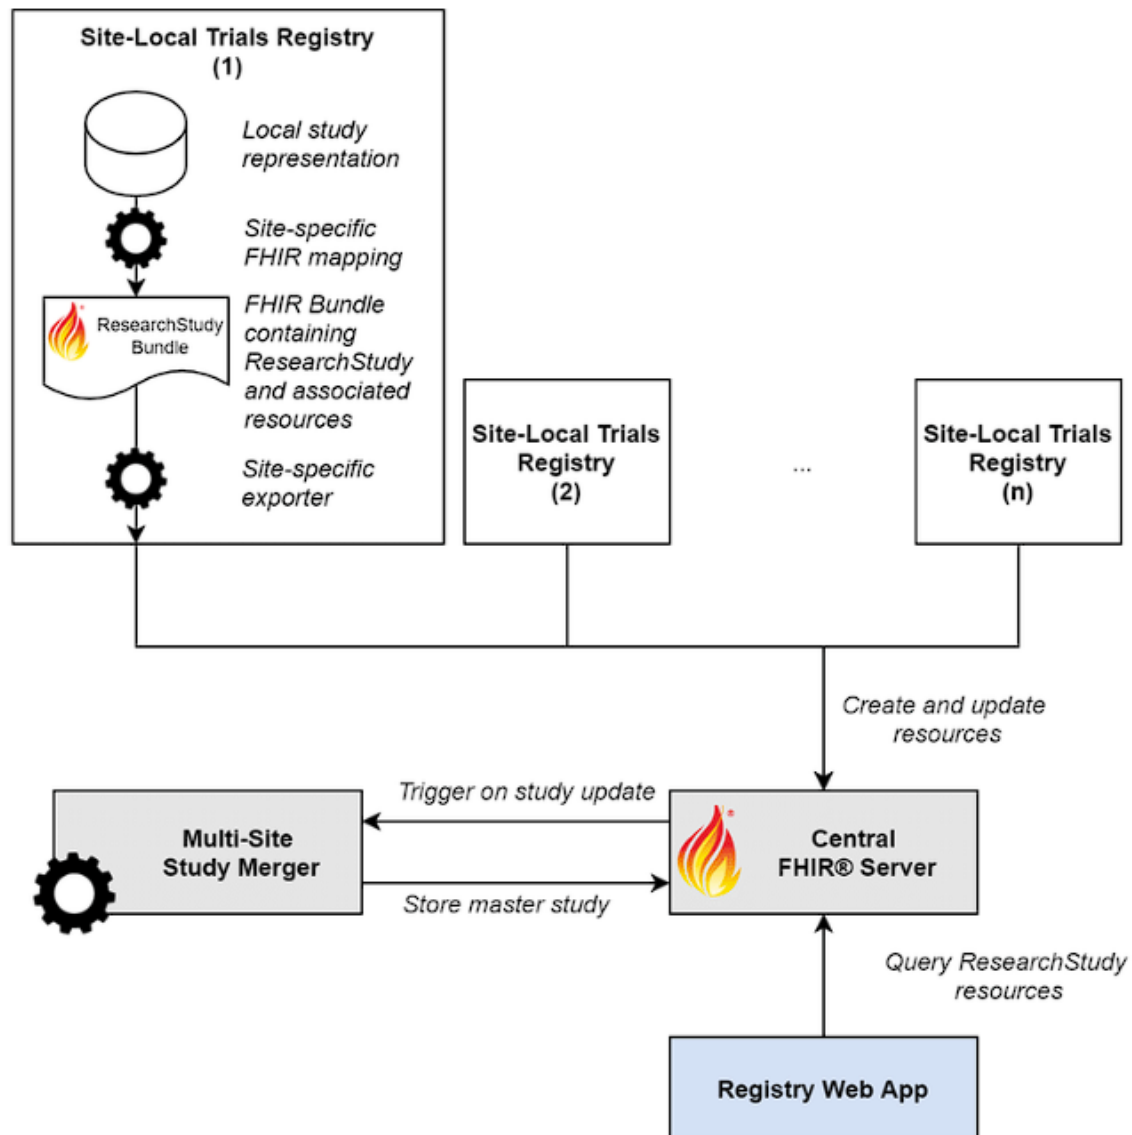 Site-Local Trials Registry
(1)
Local study
representation
Site-specific
FHIR mapping
ResearchStudy
Bundle
FHIR Bundle
containing
ResearchStudy
and associated
resources
Site-specific
exporter
Site-Local Trials
Registry
(2)
...
Site-Local Trials
Registry
(n)
Create and update
resources
Trigger on study update
Multi-Site
Study Merger
Store master study
®
Central
FHIR® Server
Query ResearchStudy
resources
Registry Web App